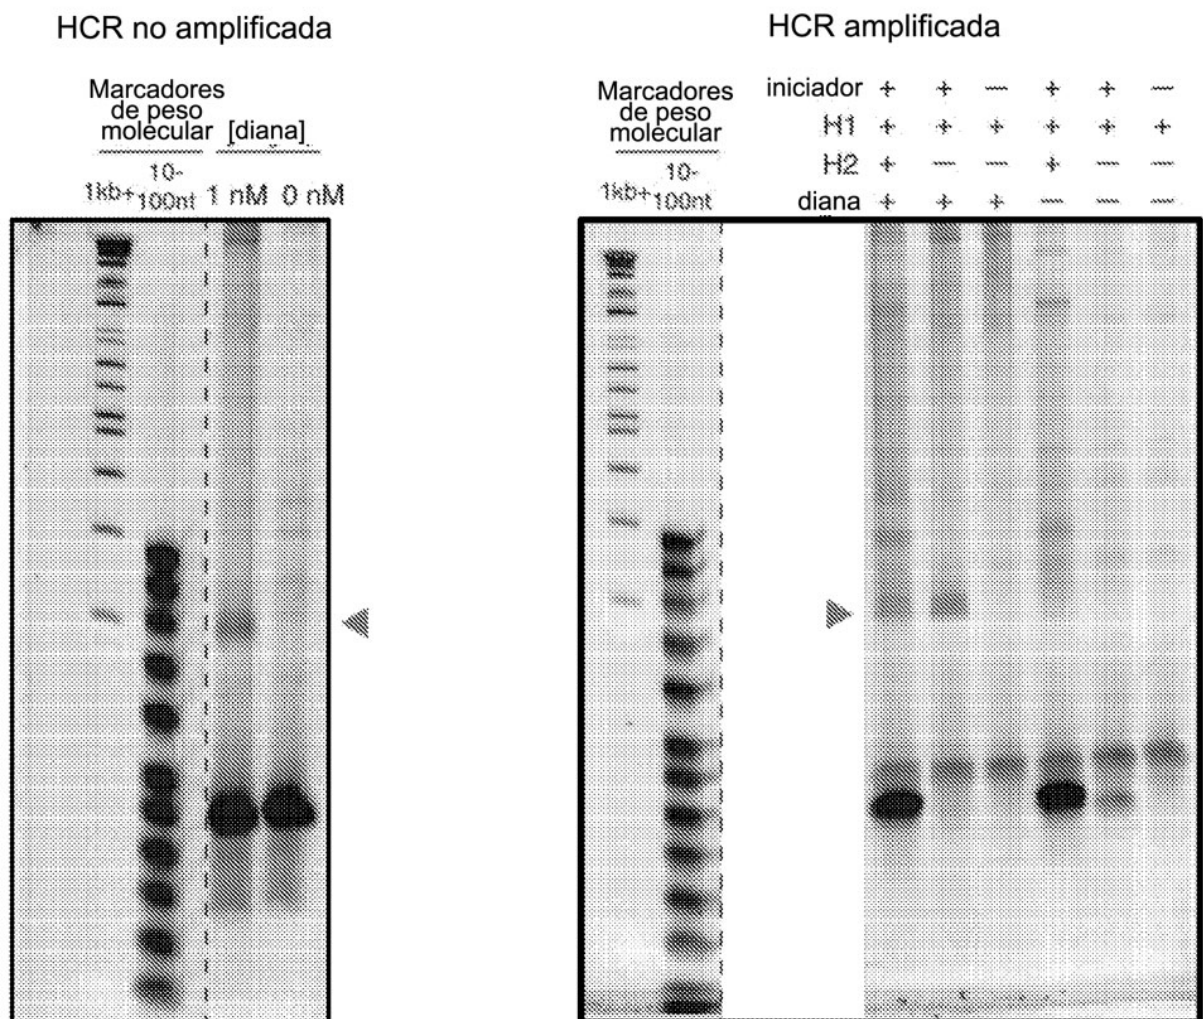 HCR no amplificada
Marcadores
de peso
molecular
[diana]
1kb+
10-
100nt
1 nM
0 nM
HCR amplificada
Marcadores
de peso
molecular
1kb+
10-
100nt
iniciador + + − + + −
H1 + + + + + +
H2 + − − + − −
diana + + + − − −